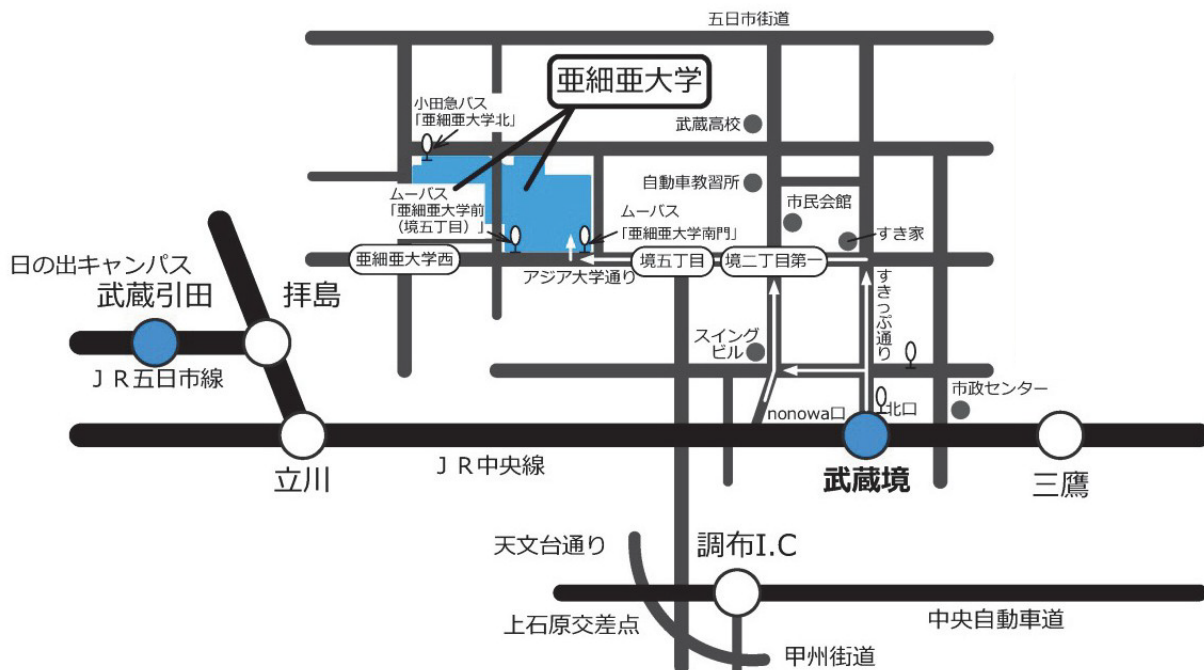 五日市街道
亜細亜大学
小田急バス
「亜細亜大学北」
武蔵高校
自動車教習所
ムーバス
「亜細亜大学前
（境五丁目）」
ムーバス
「亜細亜大学南門」
市民会館
すき家
亜細亜大学西
アジア大学通り
境五丁目
境二丁目第一
すきっぷ通り
日の出キャンパス
武蔵引田
拝島
ＪＲ五日市線
スイング
ビル
市政センター
nonowa口
北口
立川
ＪＲ中央線
武蔵境
三鷹
天文台通り
調布I.C
上石原交差点
中央自動車道
甲州街道